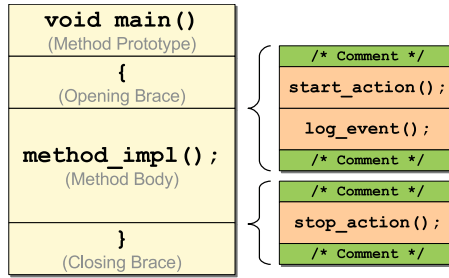 void main()
(Method Prototype)
{
(Opening Brace)
method_impl();
(Method Body)
}
(Closing Brace)
/* Comment */
start_action();
log_event();
/* Comment */
/* Comment */
stop_action();
/* Comment */